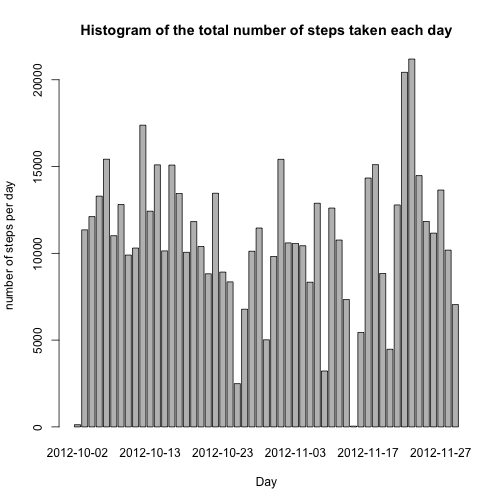 Histogram of the total number of steps taken each day
number of steps per day
20000
15000
10000
5000
0
2012-10-02 2012-10-13 2012-10-23 2012-11-03 2012-11-17 2012-11-27
Day